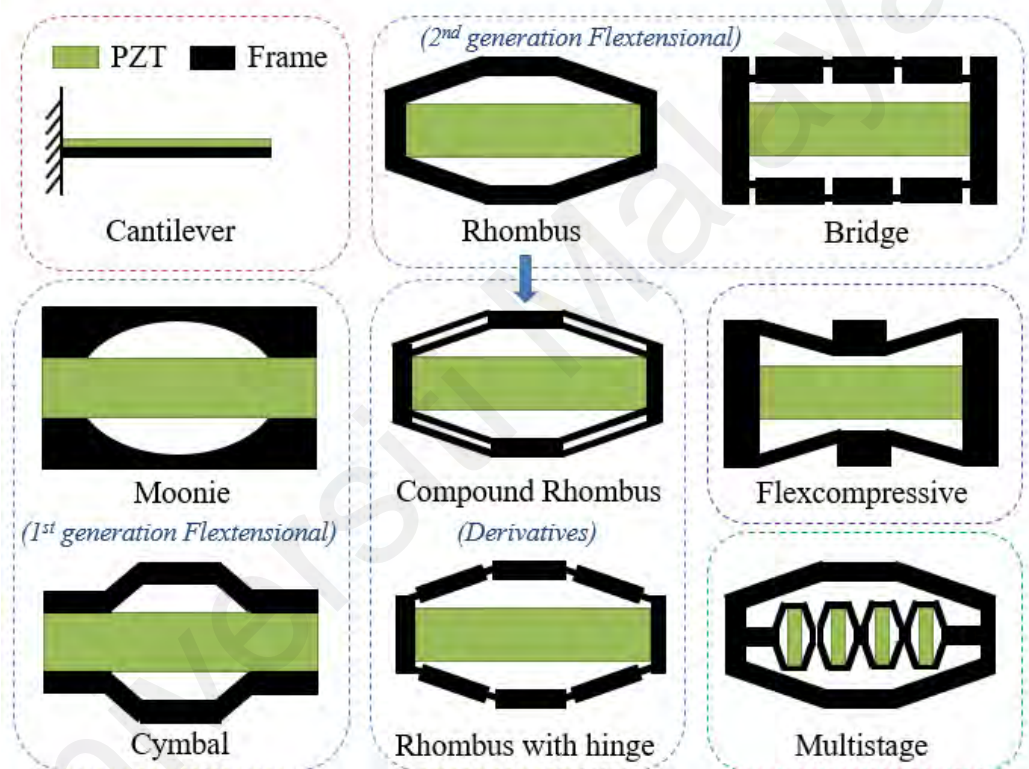 PZT Frame
Cantilever
(2nd generation Flextensional)
Rhombus
Bridge
Moonie
(1st generation Flextensional)
Cymbal
Compound Rhombus
(Derivatives)
Rhombus with hinge
Flexcompressive
Multistage